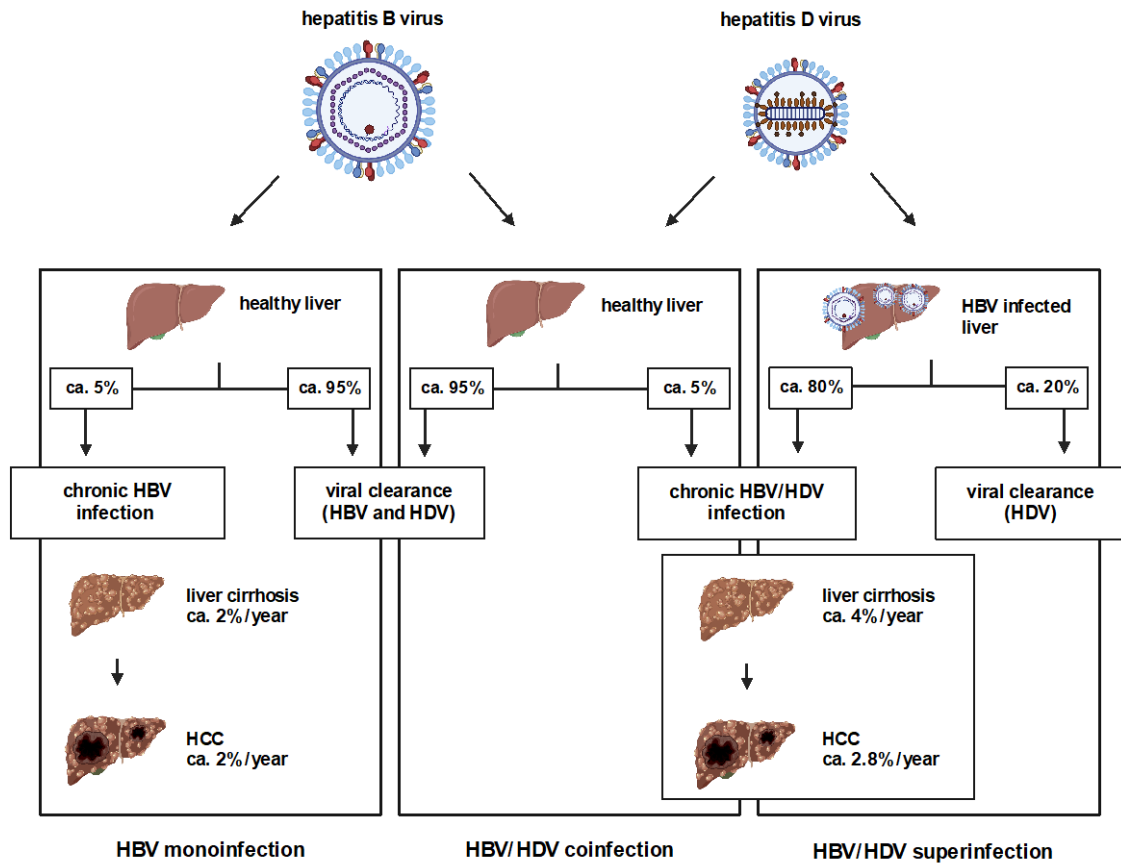 hepatitis B virus
hepatitis D virus
healthy liver
healthy liver
HBV infected
liver
ca. 5%
ca. 95%
ca. 95%
ca. 5%
ca. 80%
ca. 20%
chronic HBV
infection
viral clearance
(HBV and HDV)
chronic HBV/HDV
infection
viral clearance
(HDV)
liver cirrhosis
ca. 2%/year
liver cirrhosis
ca. 4%/year
HCC
ca. 2%/year
HCC
ca. 2.8%/year
HBV monoinfection
HBV/HDV coinfection
HBV/HDV superinfection